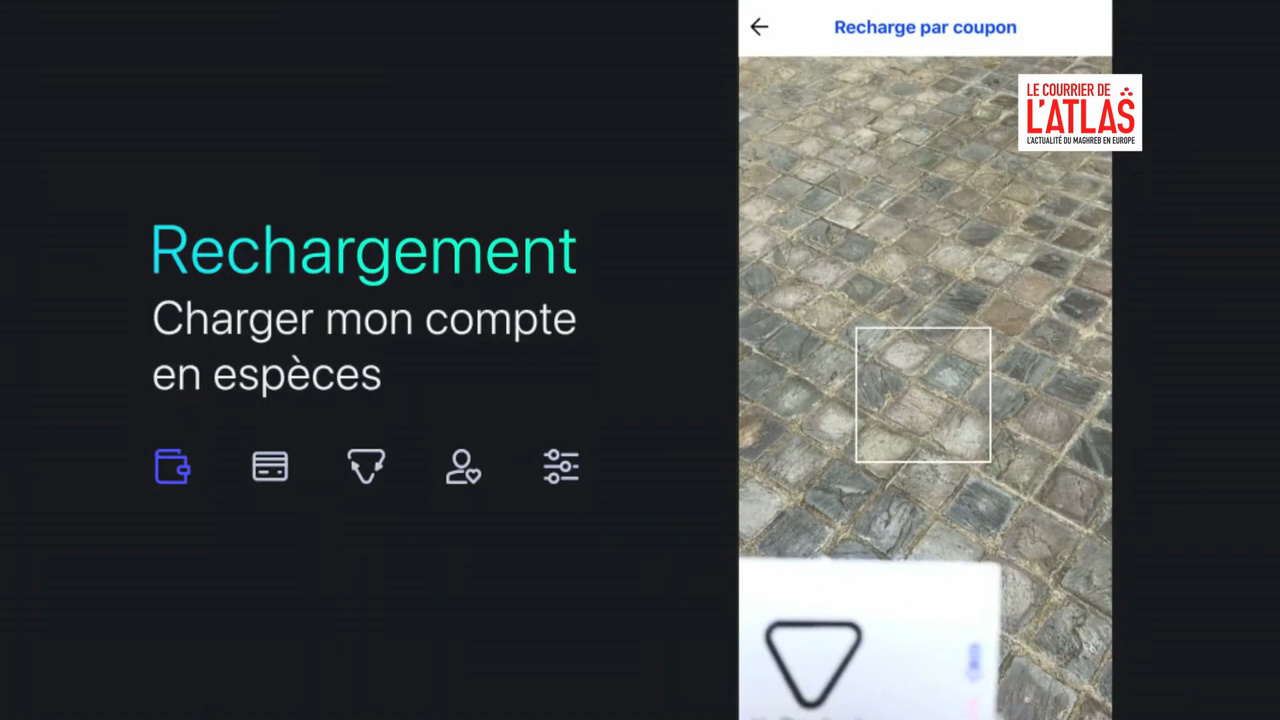 Recharge par coupon
LE COURRIER DE
L'ATLAS
L'ACTUALITÉ DU MAGHREB EN EUROPE
Rechargement
Charger mon compte
en espèces